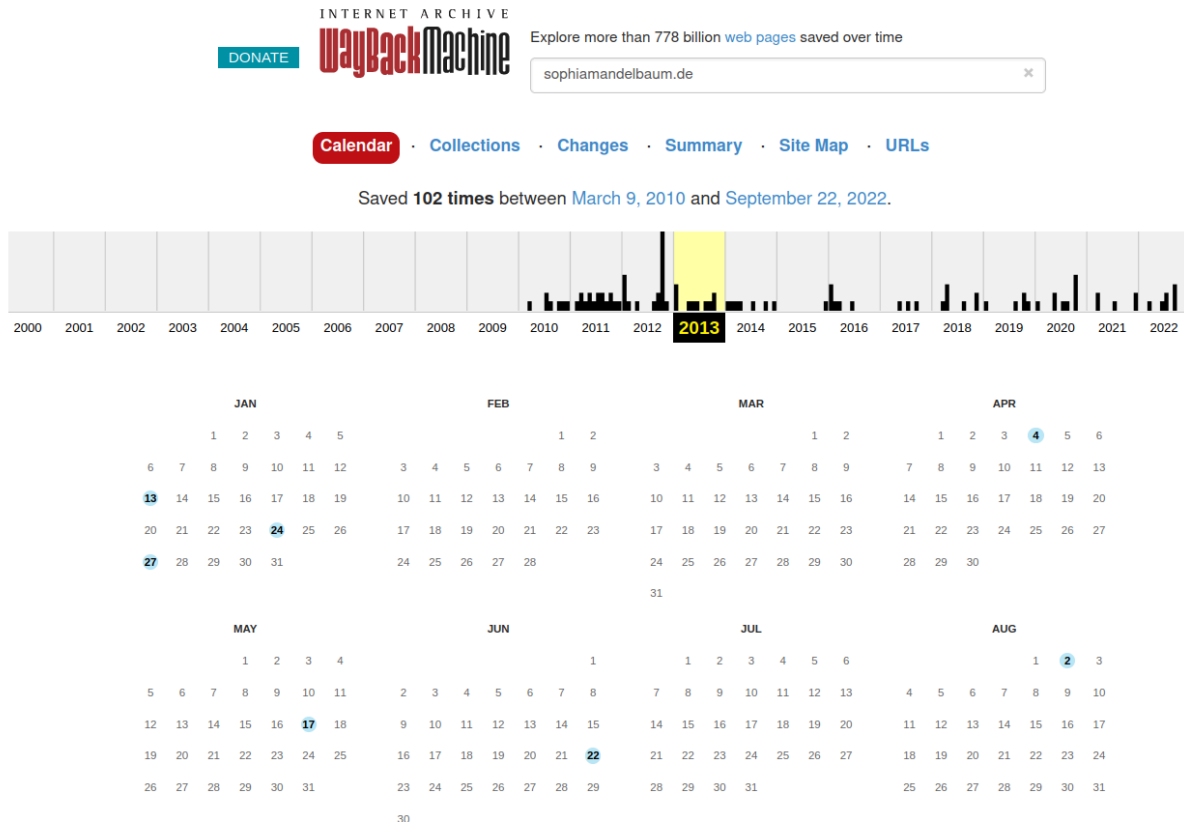 INTERNET ARCHIVE
DONATE
WayBackMachine
Explore more than 778 billion web pages saved over time
sophiamandelbaum.de ×
Calendar · Collections · Changes · Summary · Site Map · URLs
Saved 102 times between March 9, 2010 and September 22, 2022.
2000 2001 2002 2003 2004 2005 2006 2007 2008 2009 2010 2011 2012 2013 2014 2015 2016 2017 2018 2019 2020 2021 2022
JAN
1 2 3 4 5
6 7 8 9 10 11 12
13 14 15 16 17 18 19
20 21 22 23 24 25 26
27 28 29 30 31
FEB
1 2
3 4 5 6 7 8 9
10 11 12 13 14 15 16
17 18 19 20 21 22 23
24 25 26 27 28
MAR
1 2
3 4 5 6 7 8 9
10 11 12 13 14 15 16
17 18 19 20 21 22 23
24 25 26 27 28 29 30
31
APR
1 2 3 4 5 6
7 8 9 10 11 12 13
14 15 16 17 18 19 20
21 22 23 24 25 26 27
28 29 30
MAY
1 2 3 4
5 6 7 8 9 10 11
12 13 14 15 16 17 18
19 20 21 22 23 24 25
26 27 28 29 30 31
JUN
1
2 3 4 5 6 7 8
9 10 11 12 13 14 15
16 17 18 19 20 21 22
23 24 25 26 27 28 29
30
JUL
1 2 3 4 5 6
7 8 9 10 11 12 13
14 15 16 17 18 19 20
21 22 23 24 25 26 27
28 29 30 31
AUG
1 2 3
4 5 6 7 8 9 10
11 12 13 14 15 16 17
18 19 20 21 22 23 24
25 26 27 28 29 30 31